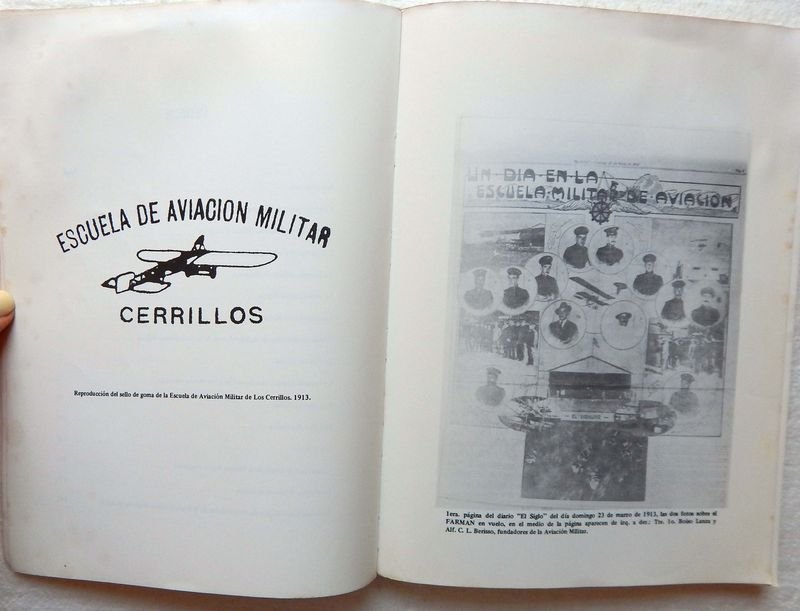 ESCUELA DE AVIACION MILITAR
CERRILLOS
Reproducción del sello de goma de la Escuela de Aviación Militar de Los Cerrillos. 1913.
UN DIA EN LA
ESCUELA MILITAR DE AVIACION
1era. página del diario "El Siglo" del día domingo 23 de marzo de 1913, las dos fotos sobre el
FARMAN en vuelo, en el medio de la página aparecen de izq. a der.: Tte. 1o. Boiso Lanza y
Alf. C. L. Berisso, fundadores de la Aviación Militar.